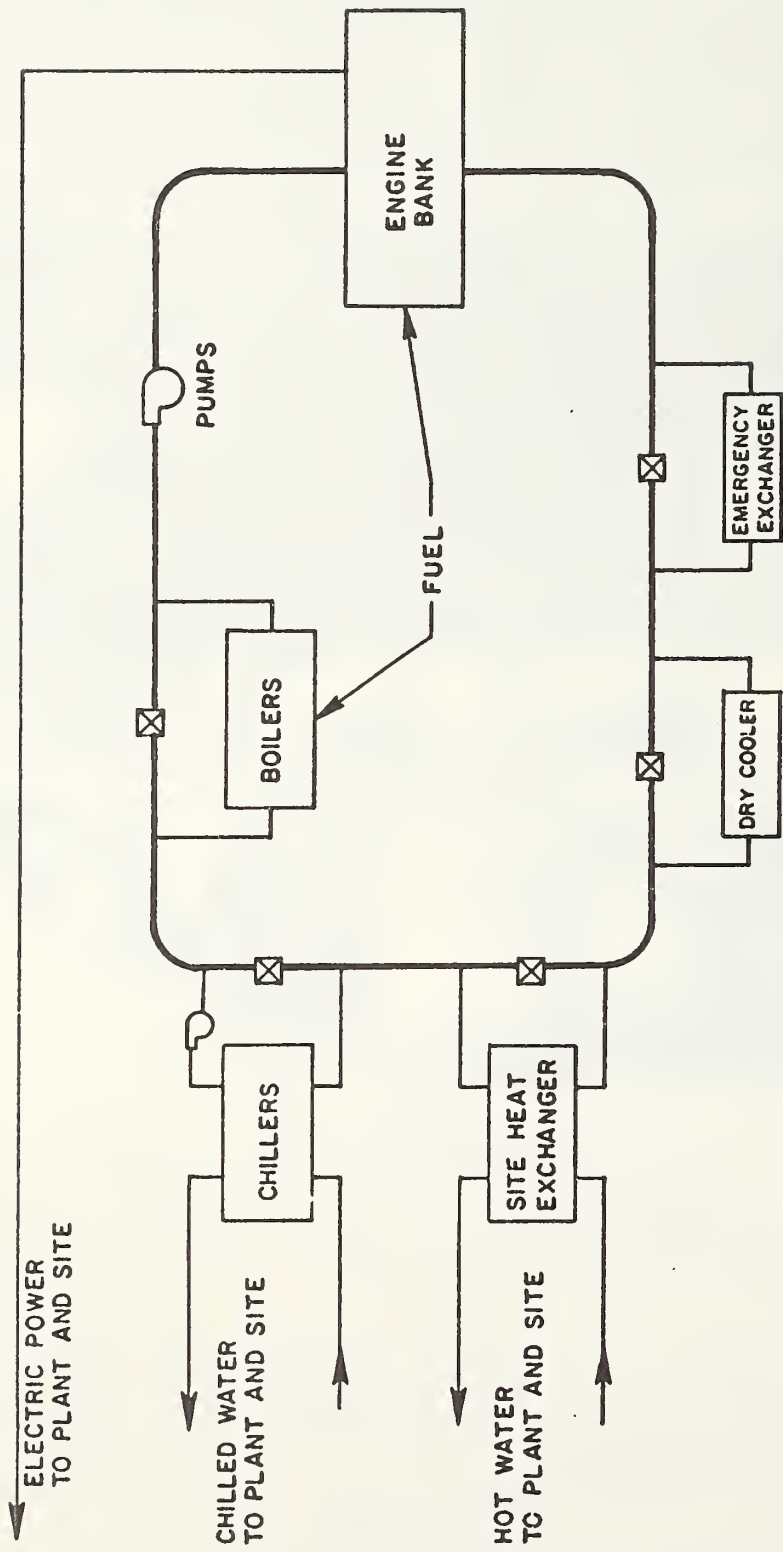 ELECTRIC POWER
TO PLANT AND SITE
CHILLED WATER
TO PLANT AND SITE
HOT WATER
TO PLANT AND SITE
CHILLERS
SITE HEAT
EXCHANGER
BOILERS
PUMPS
FUEL
ENGINE
BANK
DRY COOLER
EMERGENCY
EXCHANGER